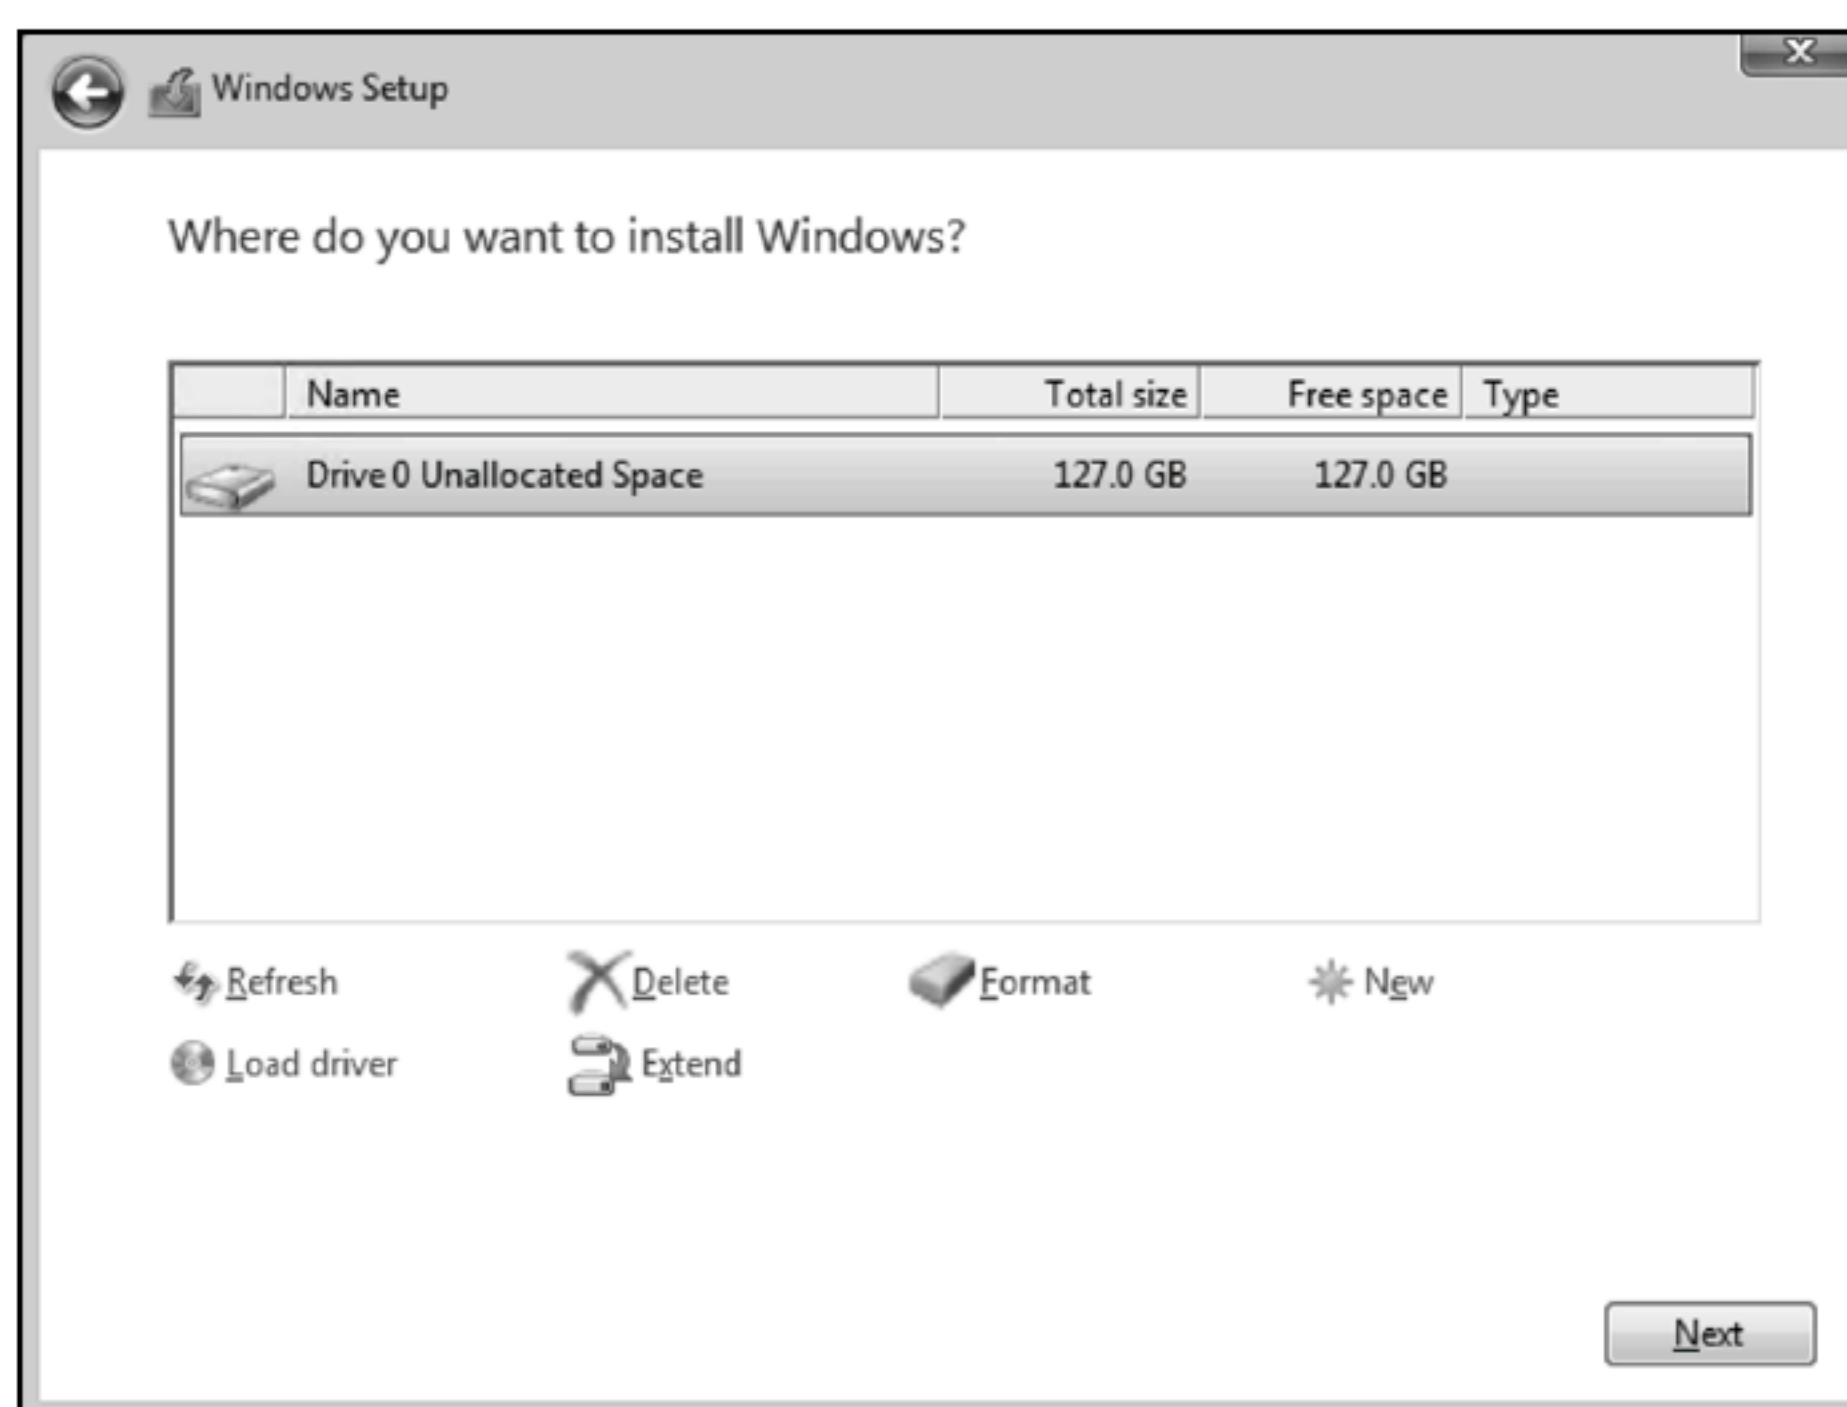 Windows Setup
Where do you want to install Windows?
Name Total size Free space Type
Drive 0 Unallocated Space 127.0 GB 127.0 GB
Refresh Delete Format New
Load driver Extend
Next